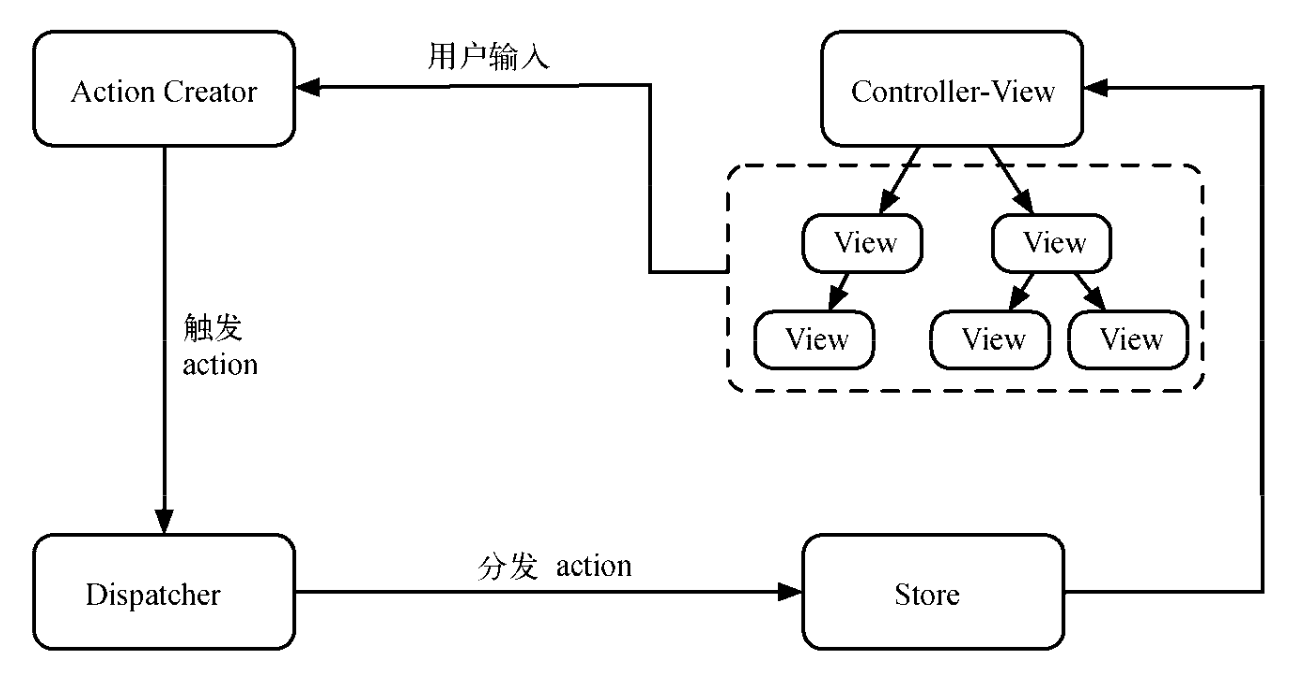 用户输入
Action Creator
Controller-View
View
View
View
View
View
触发
action
分发 action
Dispatcher
Store